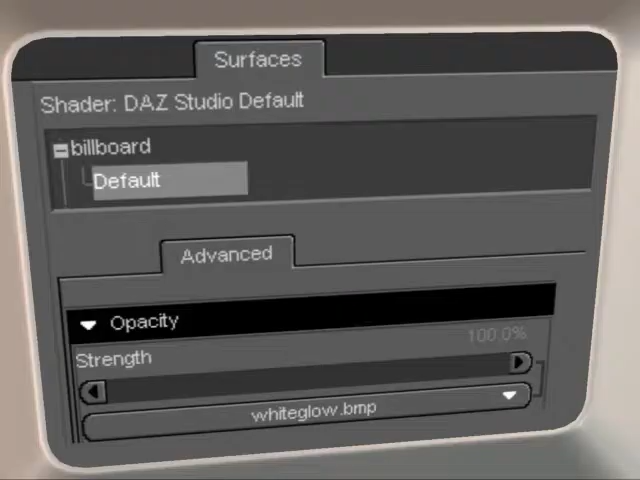 Surfaces
Shader: DAZ Studio Default
billboard
Default
Advanced
Opacity
100.0%
Strength
whiteglow.bmp